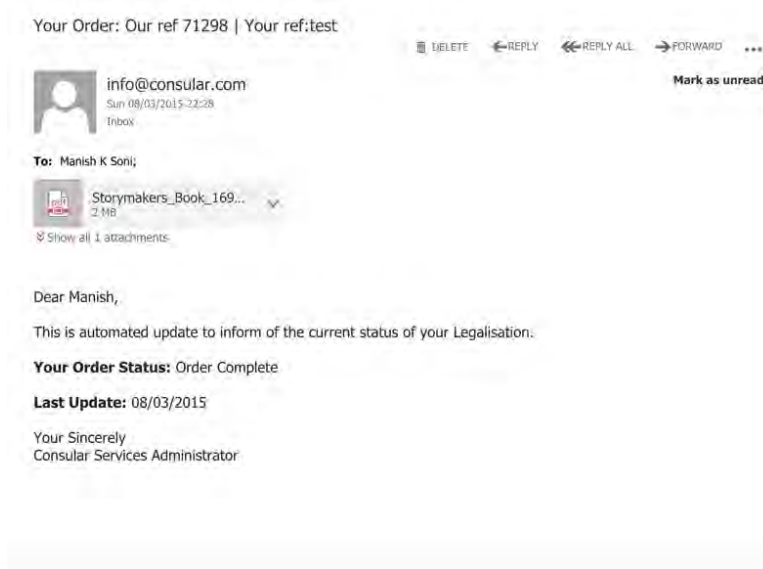 Your Order: Our ref 71298 | Your ref:test
DELETE REPLY REPLY ALL FORWARD ...
Mark as unread
info@consular.com
Sun 08/03/2015 22:28
Inbox
To: Manish K Soni;
pdf
Storymakers_Book_169...
2 MB
Show all 1 attachments
Dear Manish,
This is automated update to inform of the current status of your Legalisation.
Your Order Status: Order Complete
Last Update: 08/03/2015
Your Sincerely
Consular Services Administrator